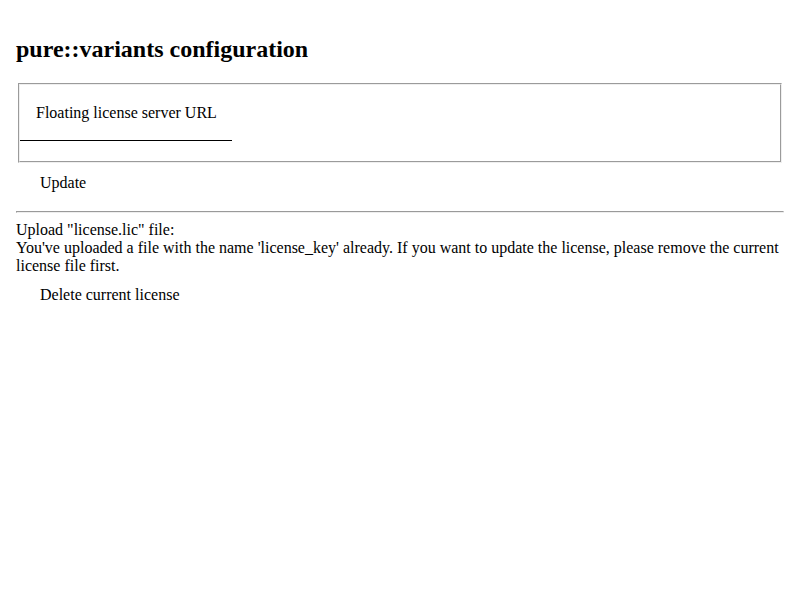 pure::variants configuration
Floating license server URL
Update
Upload "license.lic" file:
You've uploaded a file with the name 'license_key' already. If you want to update the license, please remove the current
license file first.
Delete current license